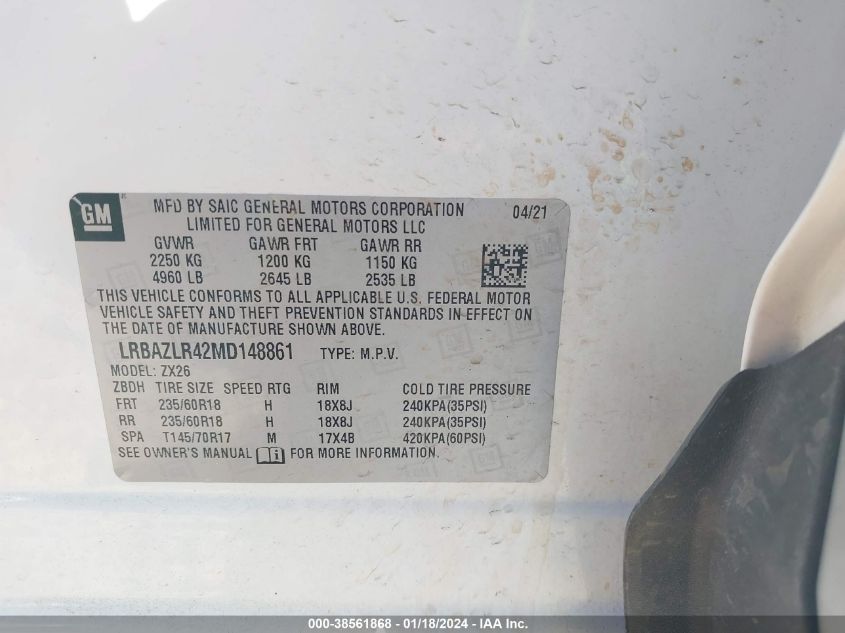 GM
MFD BY SAIC GENERAL MOTORS CORPORATION 04/21
LIMITED FOR GENERAL MOTORS LLC
GVWR GAWR FRT GAWR RR
2250 KG 1200 KG 1150 KG
4960 LB 2645 LB 2535 LB
THIS VEHICLE CONFORMS TO ALL APPLICABLE U.S. FEDERAL MOTOR
VEHICLE SAFETY AND THEFT PREVENTION STANDARDS IN EFFECT ON
THE DATE OF MANUFACTURE SHOWN ABOVE.
LRBAZLR42MD148861 TYPE: M.P.V.
MODEL: ZX26
ZBDH TIRE SIZE SPEED RTG RIM COLD TIRE PRESSURE
FRT 235/60R18 H 18X8J 240KPA(35PSI)
RR 235/60R18 H 18X8J 240KPA(35PSI)
SPA T145/70R17 M 17X4B 420KPA(60PSI)
SEE OWNER'S MANUAL FOR MORE INFORMATION.
000-38561868 — 01/18/2024 — IAA Inc.